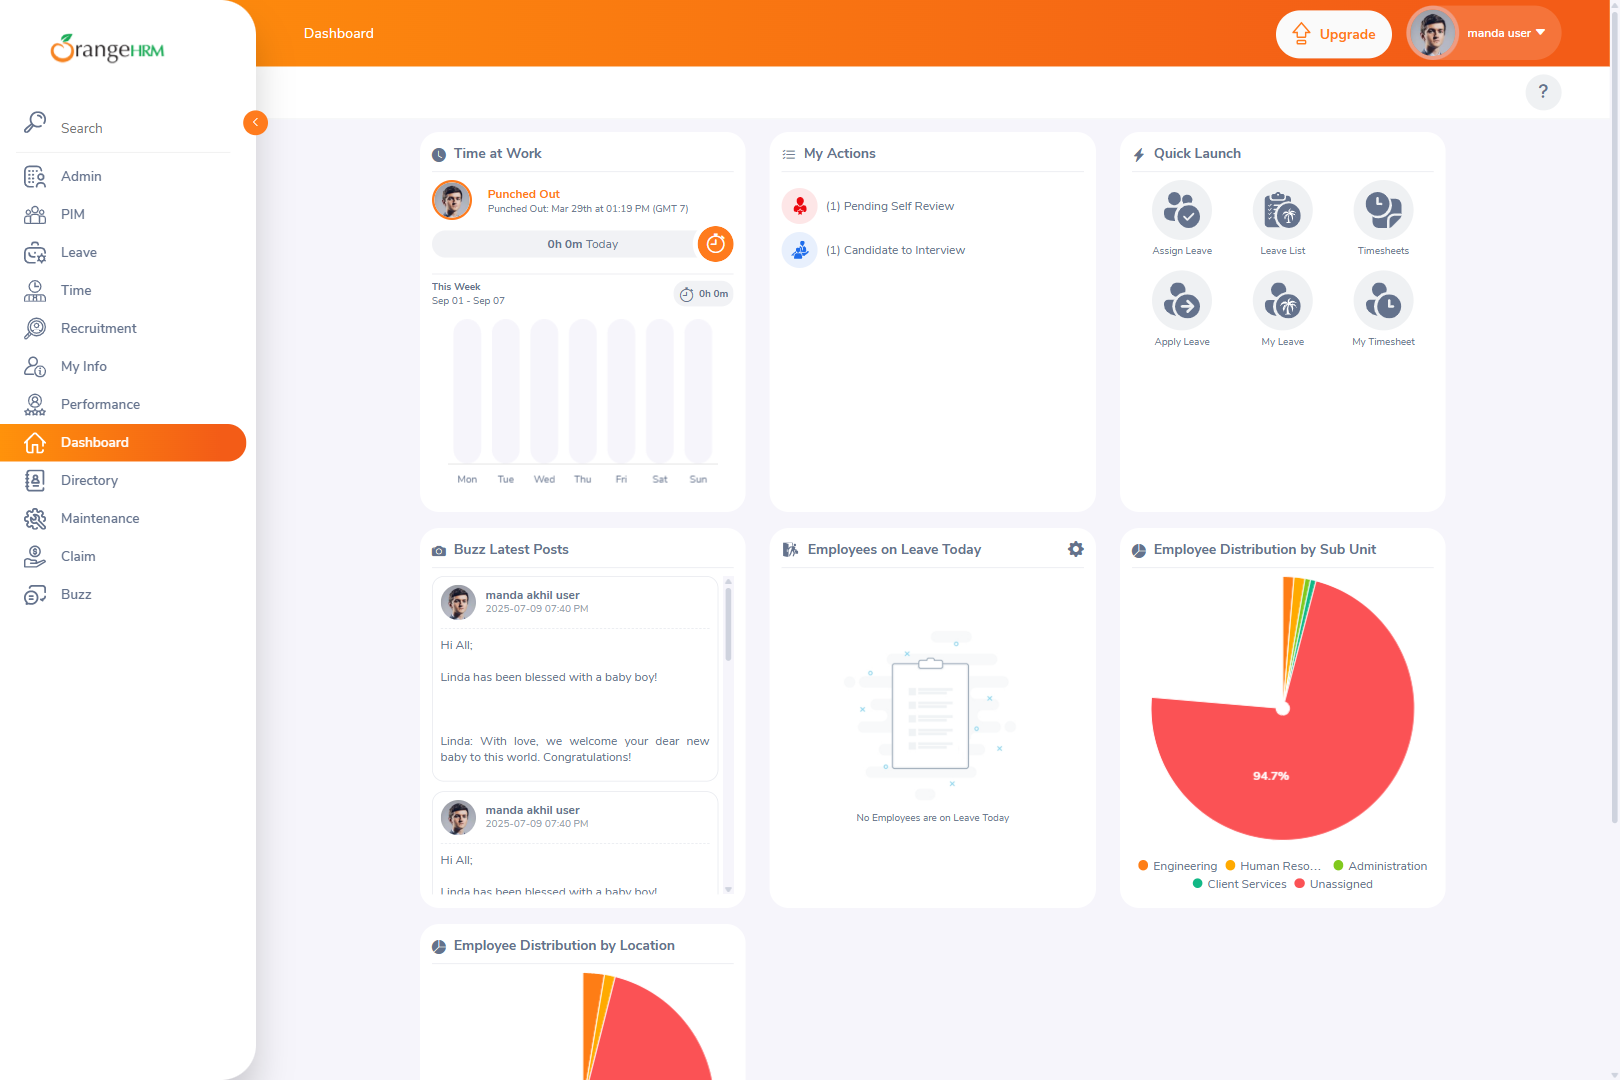 OrangeHRM
Dashboard
Upgrade
manda user
?
Search
Admin
PIM
Leave
Time
Recruitment
My Info
Performance
Dashboard
Directory
Maintenance
Claim
Buzz
Time at Work
Punched Out
Punched Out: Mar 29th at 01:19 PM (GMT 7)
0h 0m Today
This Week
Sep 01 - Sep 07
0h 0m
Mon Tue Wed Thu Fri Sat Sun
My Actions
(1) Pending Self Review
(1) Candidate to Interview
Quick Launch
Assign Leave
Leave List
Timesheets
Apply Leave
My Leave
My Timesheet
Buzz Latest Posts
manda akhil user
2025-07-09 07:40 PM
Hi All;
Linda has been blessed with a baby boy!
Linda: With love, we welcome your dear new
baby to this world. Congratulations!
manda akhil user
2025-07-09 07:40 PM
Hi All;
Linda has been blessed with a baby boy!
Employees on Leave Today
No Employees are on Leave Today
Employee Distribution by Sub Unit
94.7%
Engineering Human Reso... Administration
Client Services Unassigned
Employee Distribution by Location